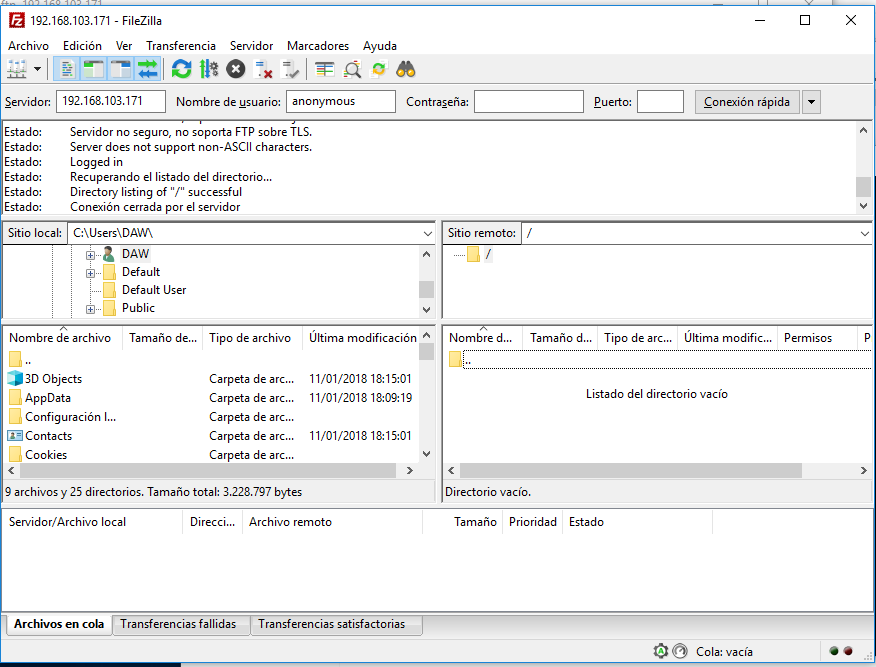 192.168.103.171 - FileZilla
Archivo Edición Ver Transferencia Servidor Marcadores Ayuda
Servidor: 192.168.103.171 Nombre de usuario: anonymous Contraseña: Puerto: Conexión rápida
Estado: Servidor no seguro, no soporta FTP sobre TLS.
Estado: Server does not support non-ASCII characters.
Estado: Logged in
Estado: Recuperando el listado del directorio...
Estado: Directory listing of "/" successful
Estado: Conexión cerrada por el servidor
Sitio local: C:\Users\DAW\
DAW
Default
Default User
Public
Sitio remoto: /
/
Nombre de archivo Tamaño de... Tipo de archivo Última modificación
..
3D Objects Carpeta de arc... 11/01/2018 18:15:01
AppData Carpeta de arc... 11/01/2018 18:09:19
Configuración l... Carpeta de arc...
Contacts Carpeta de arc... 11/01/2018 18:15:01
Cookies Carpeta de arc...
9 archivos y 25 directorios. Tamaño total: 3.228.797 bytes
Nombre d... Tamaño d... Tipo de arc... Última modific... Permisos P
..
Listado del directorio vacío
Directorio vacío.
Servidor/Archivo local Direcci... Archivo remoto Tamaño Prioridad Estado
Archivos en cola Transferencias fallidas Transferencias satisfactorias
Cola: vacía